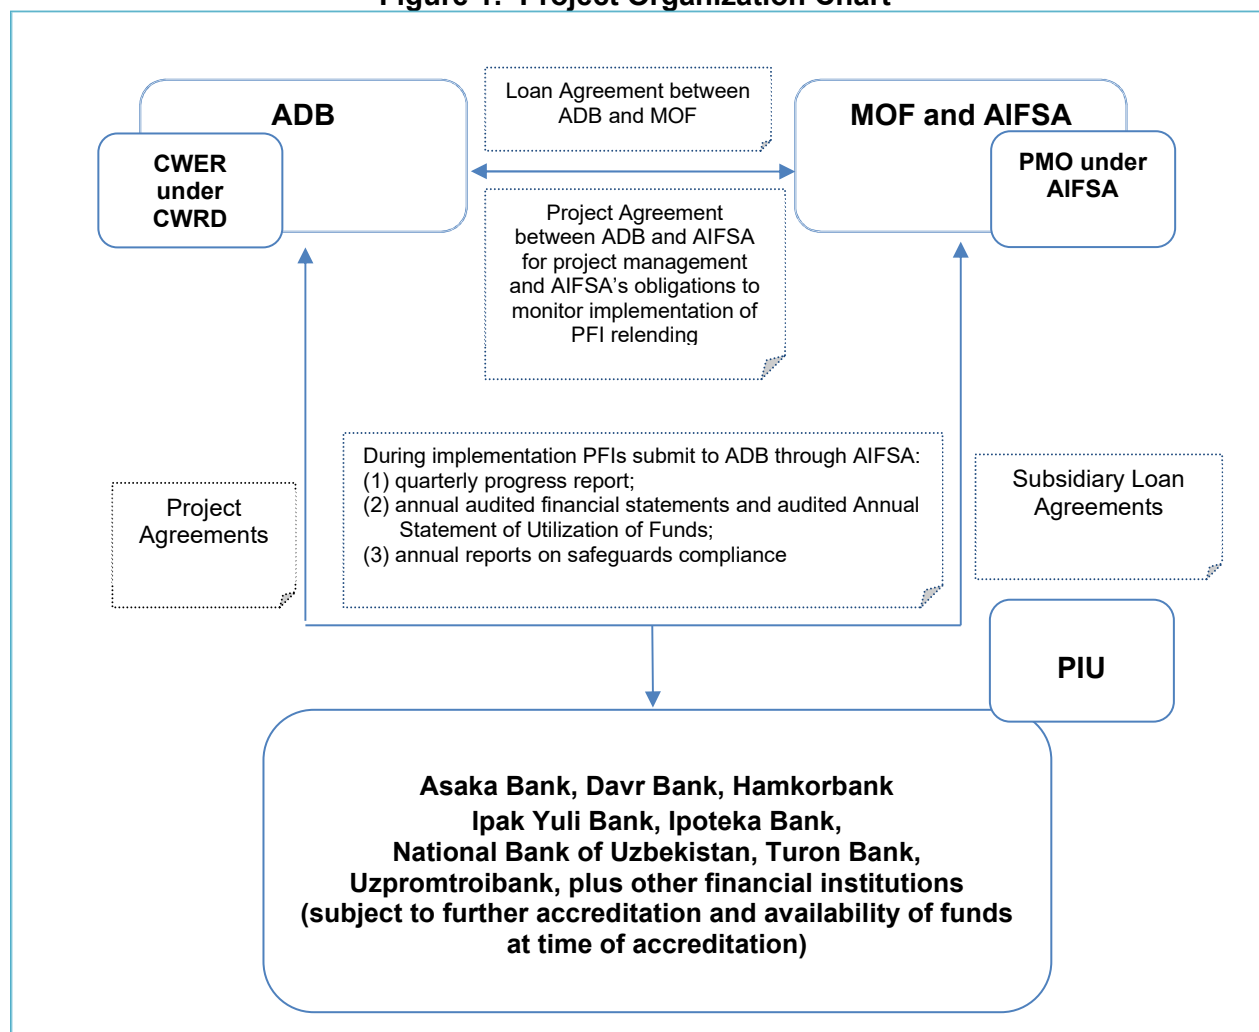 Figure 1: Project Organization Chart
ADB
CWER
under
CWRD
Loan Agreement between
ADB and MOF
MOF and AIFSA
PMO under
AIFSA
Project Agreement
between ADB and AIFSA
for project management
and AIFSA’s obligations to
monitor implementation of
PFI relending
During implementation PFIs submit to ADB through AIFSA:
(1) quarterly progress report;
(2) annual audited financial statements and audited Annual
Statement of Utilization of Funds;
(3) annual reports on safeguards compliance
Project
Agreements
Subsidiary Loan
Agreements
PIU
Asaka Bank, Davr Bank, Hamkorbank
Ipak Yuli Bank, Ipoteka Bank,
National Bank of Uzbekistan, Turon Bank,
Uzpromtroibank, plus other financial institutions
(subject to further accreditation and availability of funds
at time of accreditation)